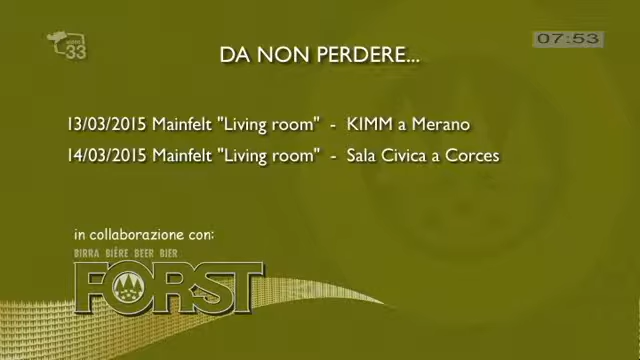 33
07:53
DA NON PERDERE...
13/03/2015 Mainfelt "Living room" - KIMM a Merano
14/03/2015 Mainfelt "Living room" - Sala Civica a Corces
in collaborazione con:
BIRRA BIÈRE BEER BIER
FORST